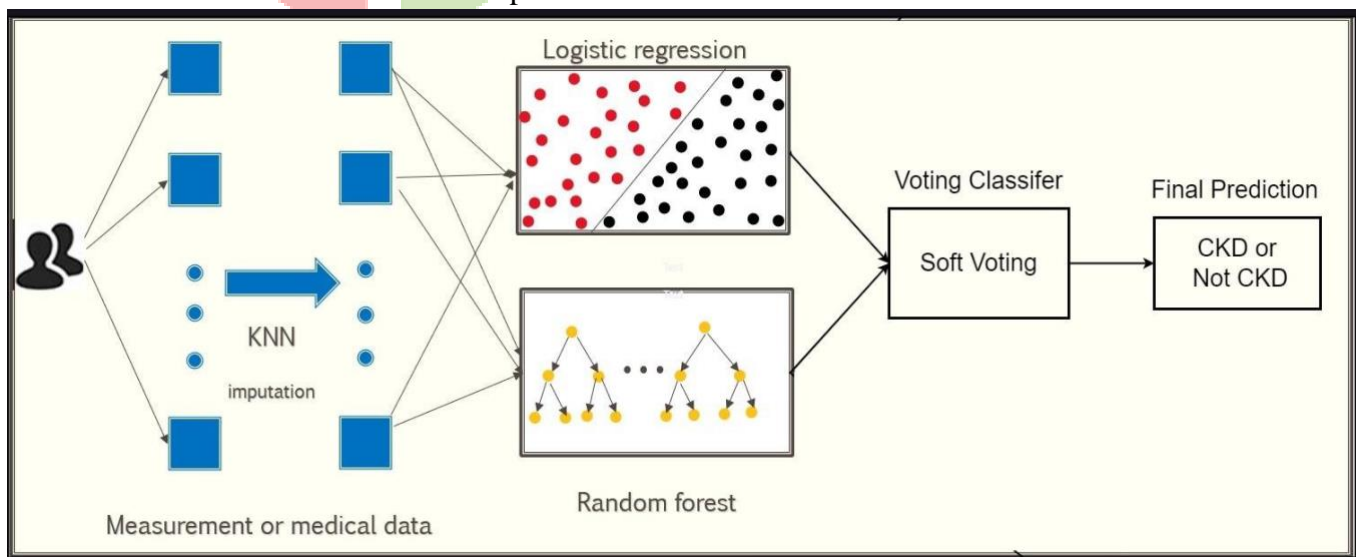 Logistic regression
KNN
imputation
Measurement or medical data
Random forest
Voting Classifer
Soft Voting
Final Prediction
CKD or
Not CKD